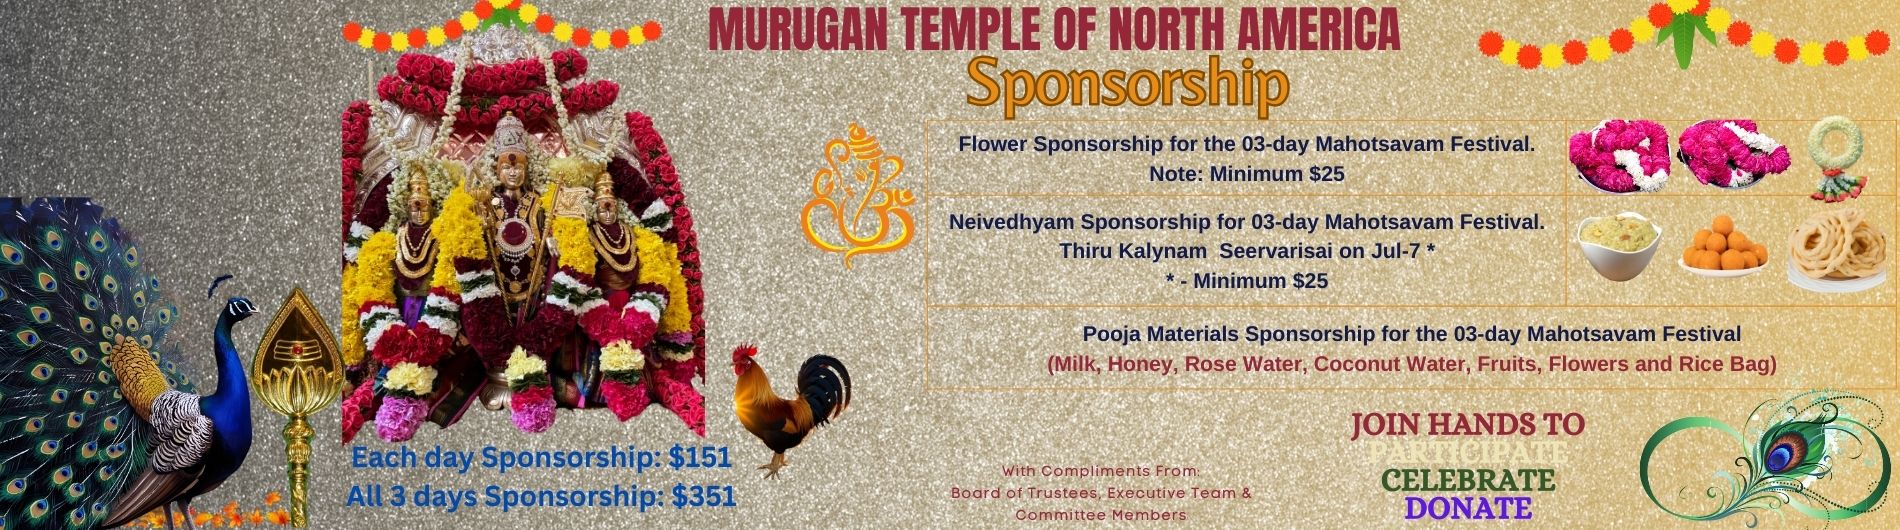 MURUGAN TEMPLE OF NORTH AMERICA
Sponsorship
Flower Sponsorship for the 03-day Mahotsavam Festival.
Note: Minimum $25
Neivedhyam Sponsorship for 03-day Mahotsavam Festival.
Thiru Kalynam Seervarisai on Jul-7 *
* - Minimum $25
Pooja Materials Sponsorship for the 03-day Mahotsavam Festival
(Milk, Honey, Rose Water, Coconut Water, Fruits, Flowers and Rice Bag)
Each day Sponsorship: $151
All 3 days Sponsorship: $351
With Compliments From:
Board of Trustees, Executive Team &
Committee Members
JOIN HANDS TO
PARTICIPATE
CELEBRATE
DONATE